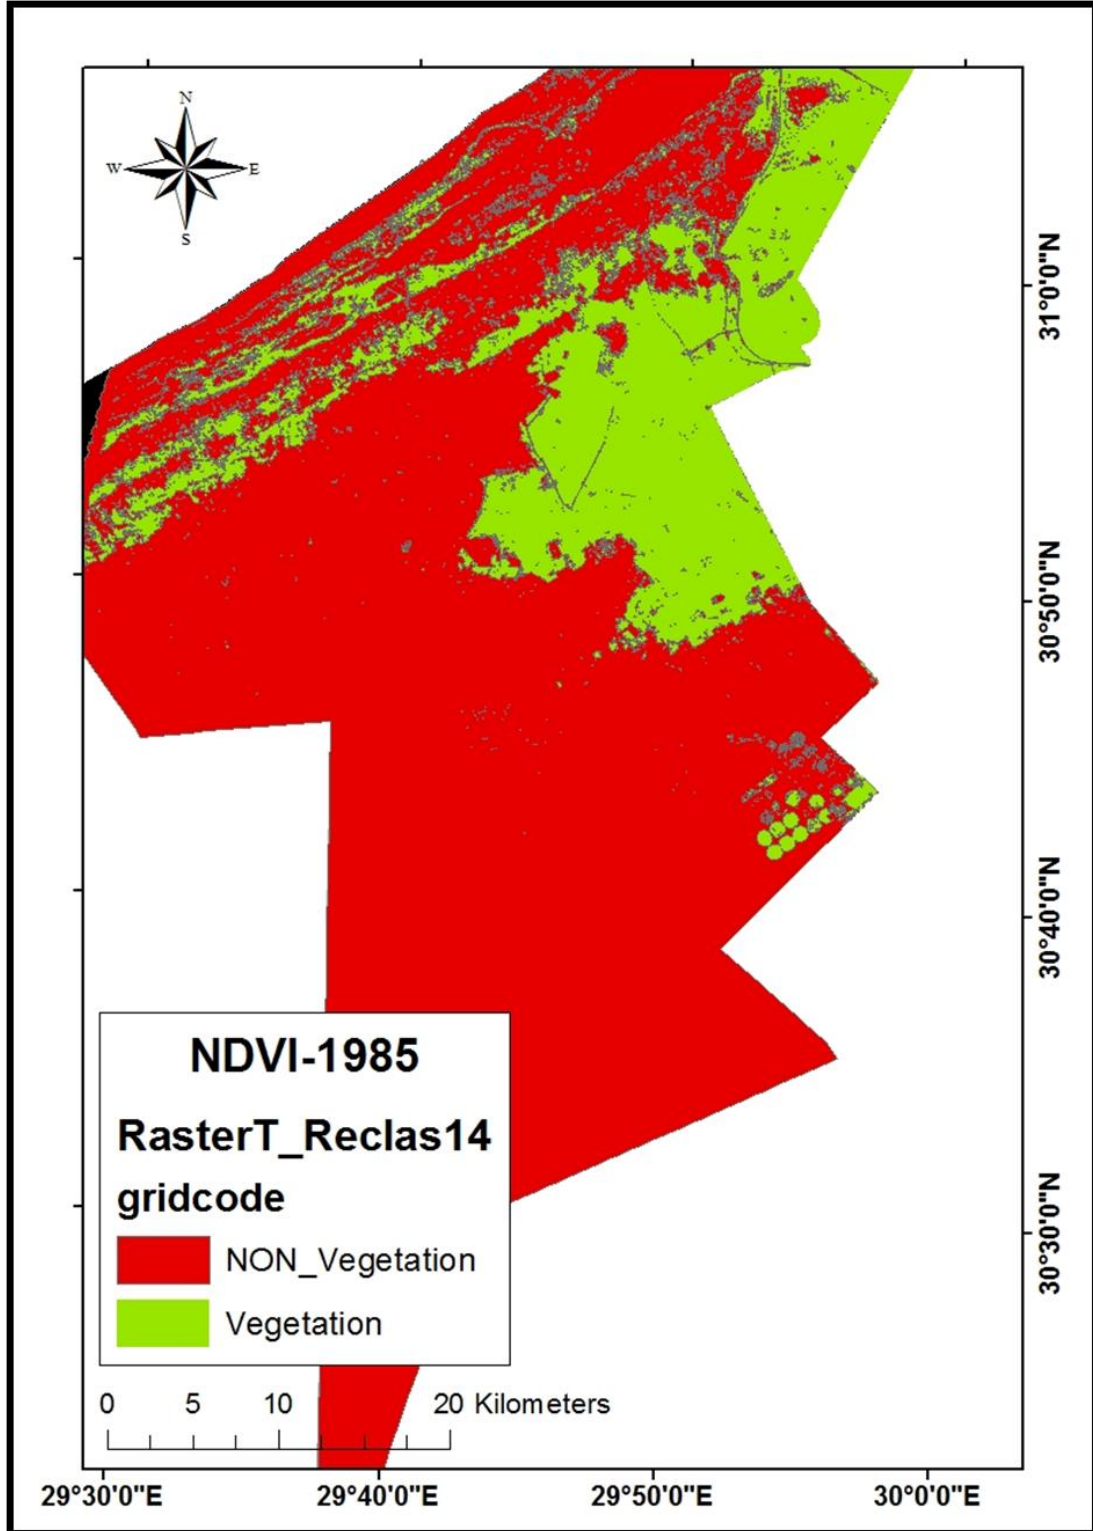 N
W E
S
31°0'0"N
30°50'0"N
30°40'0"N
30°30'0"N
NDVI-1985
RasterT_Reclas14
gridcode
NON_Vegetation
Vegetation
0 5 10 20 Kilometers
29°30'0"E 29°40'0"E 29°50'0"E 30°0'0"E